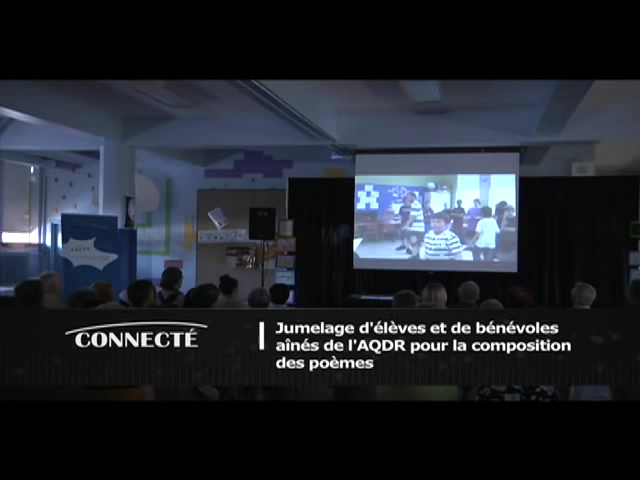 CONNECTÉ
Jumelage d'élèves et de bénévoles
aînés de l'AQDR pour la composition
des poèmes